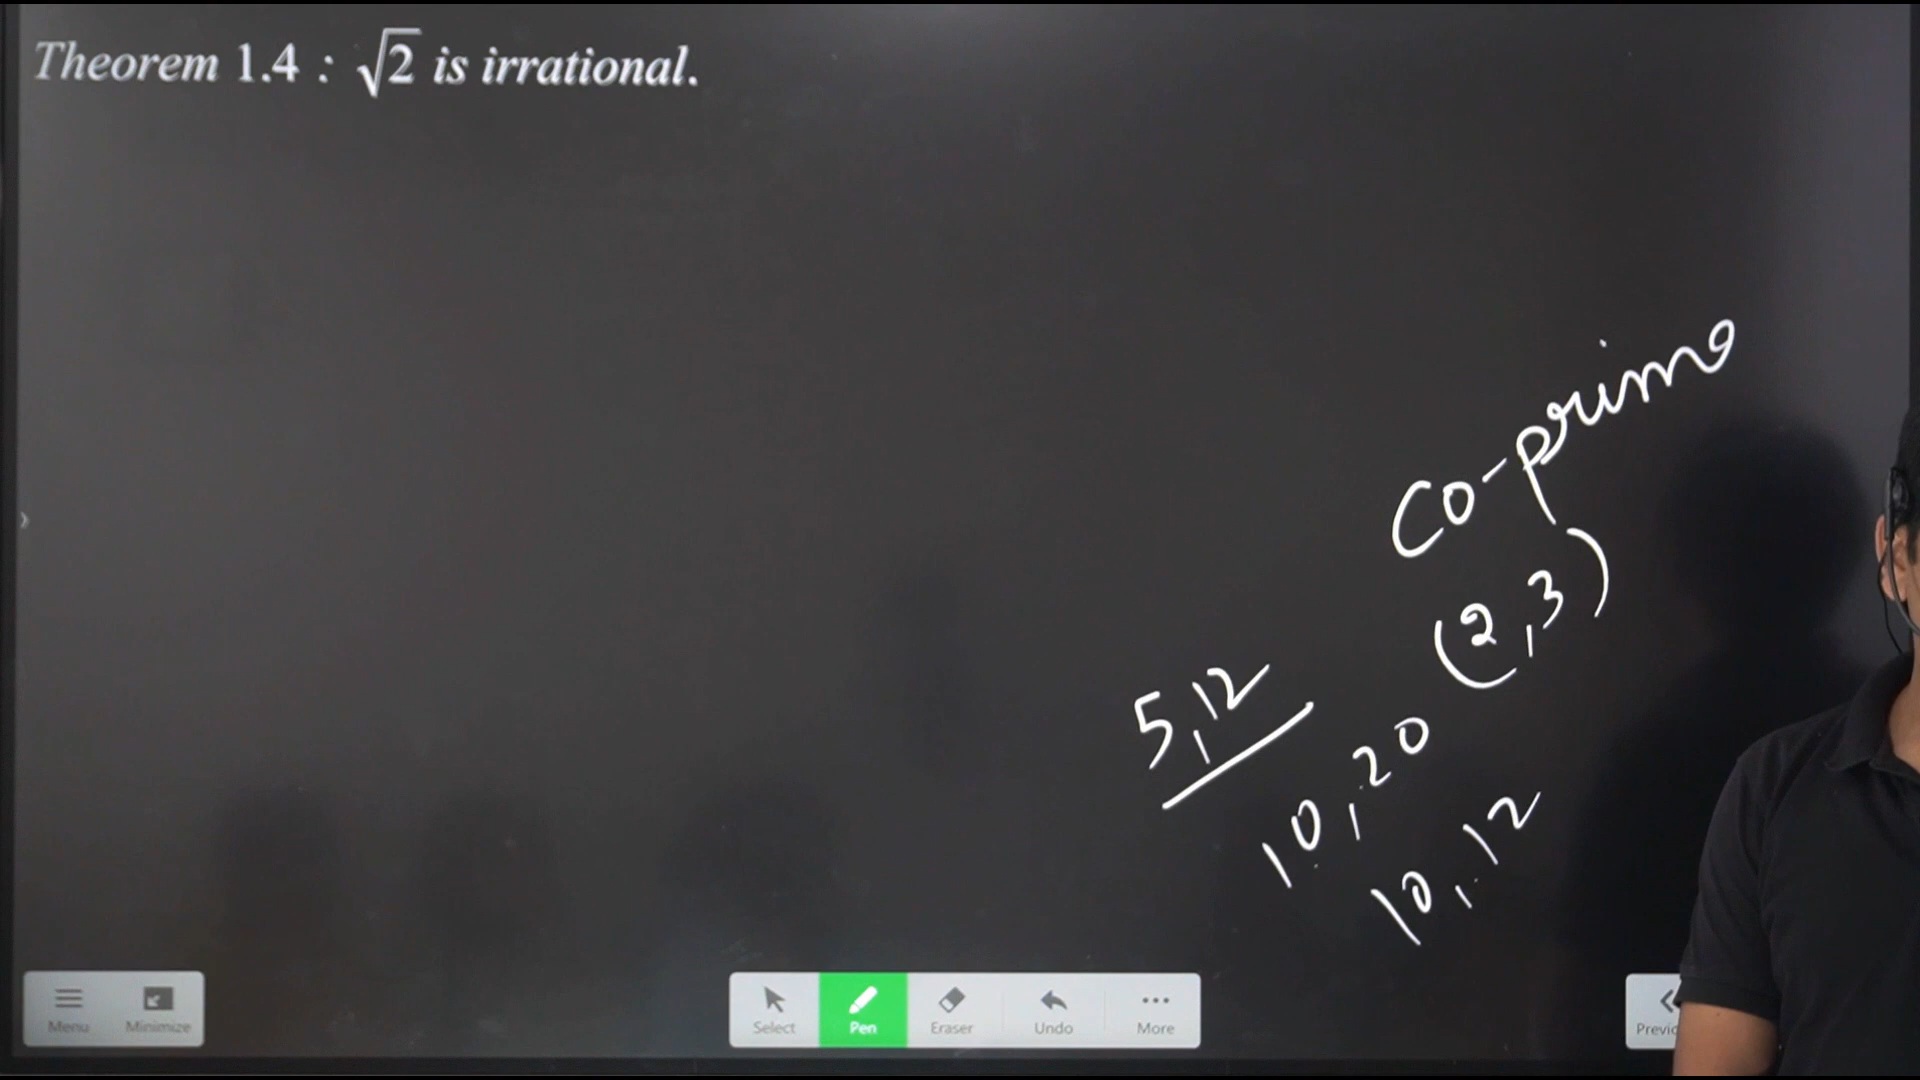 Theorem 1.4 : √2 is irrational.
Co-prime
(2,3)
5,12
10,20
10,12
Menu
Minimize
Select
Pen
Eraser
Undo
More
Previ